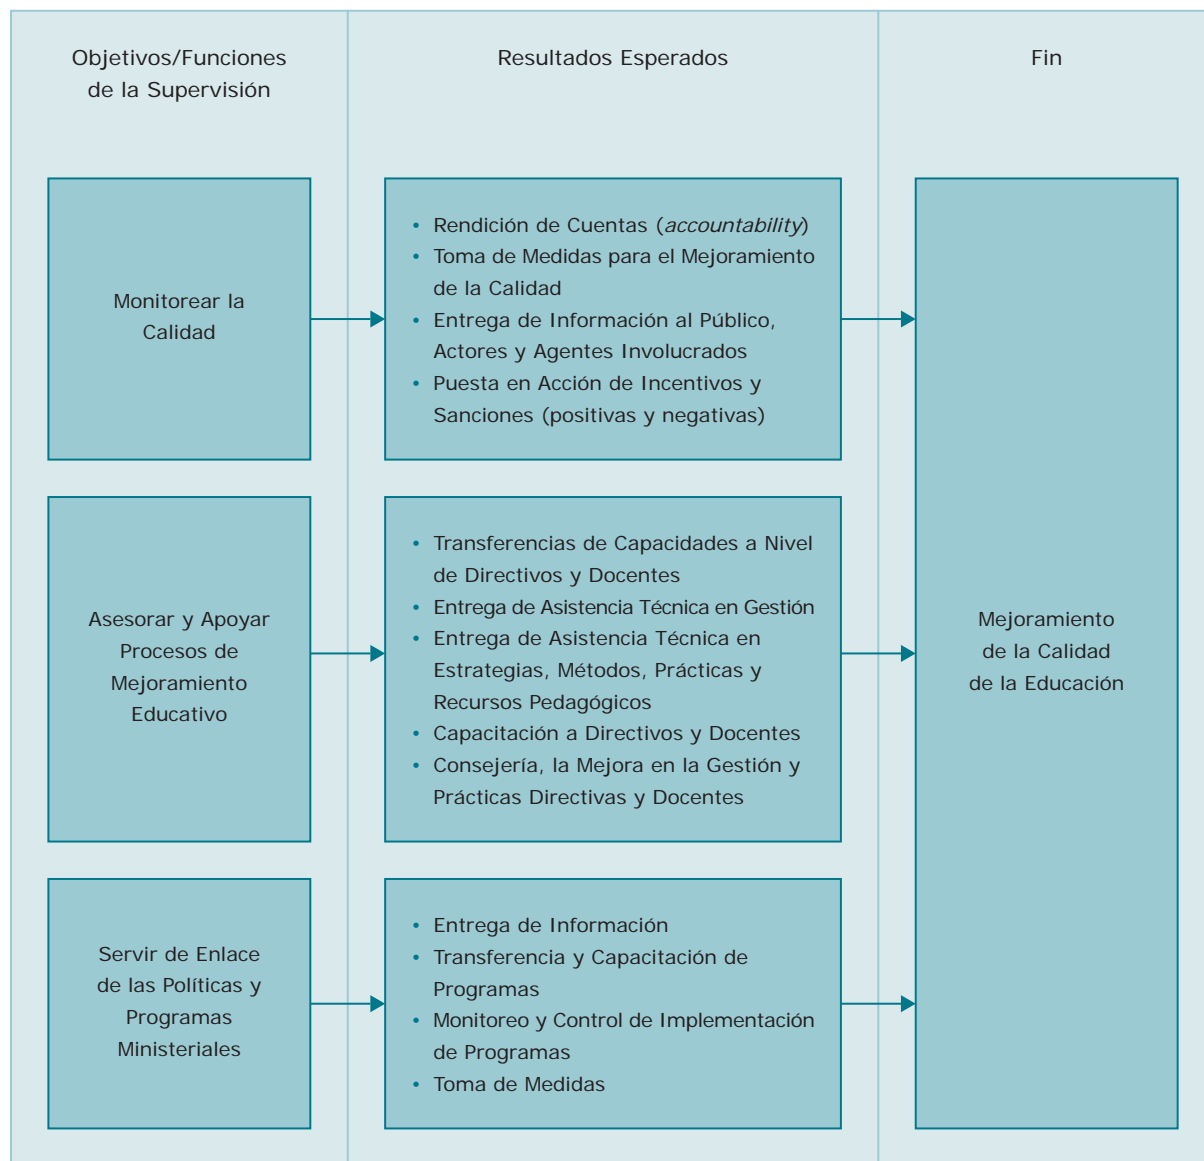 Objetivos/Funciones
de la Supervisión
Resultados Esperados
Fin
Monitorear la
Calidad
• Rendición de Cuentas (accountability)
• Toma de Medidas para el Mejoramiento
de la Calidad
• Entrega de Información al Público,
Actores y Agentes Involucrados
• Puesta en Acción de Incentivos y
Sanciones (positivas y negativas)
Asesorar y Apoyar
Procesos de
Mejoramiento
Educativo
• Transferencias de Capacidades a Nivel
de Directivos y Docentes
• Entrega de Asistencia Técnica en Gestión
• Entrega de Asistencia Técnica en
Estrategias, Métodos, Prácticas y
Recursos Pedagógicos
• Capacitación a Directivos y Docentes
• Consejería, la Mejora en la Gestión y
Prácticas Directivas y Docentes
Servir de Enlace
de las Políticas y
Programas
Ministeriales
• Entrega de Información
• Transferencia y Capacitación de
Programas
• Monitoreo y Control de Implementación
de Programas
• Toma de Medidas
Mejoramiento
de la Calidad
de la Educación